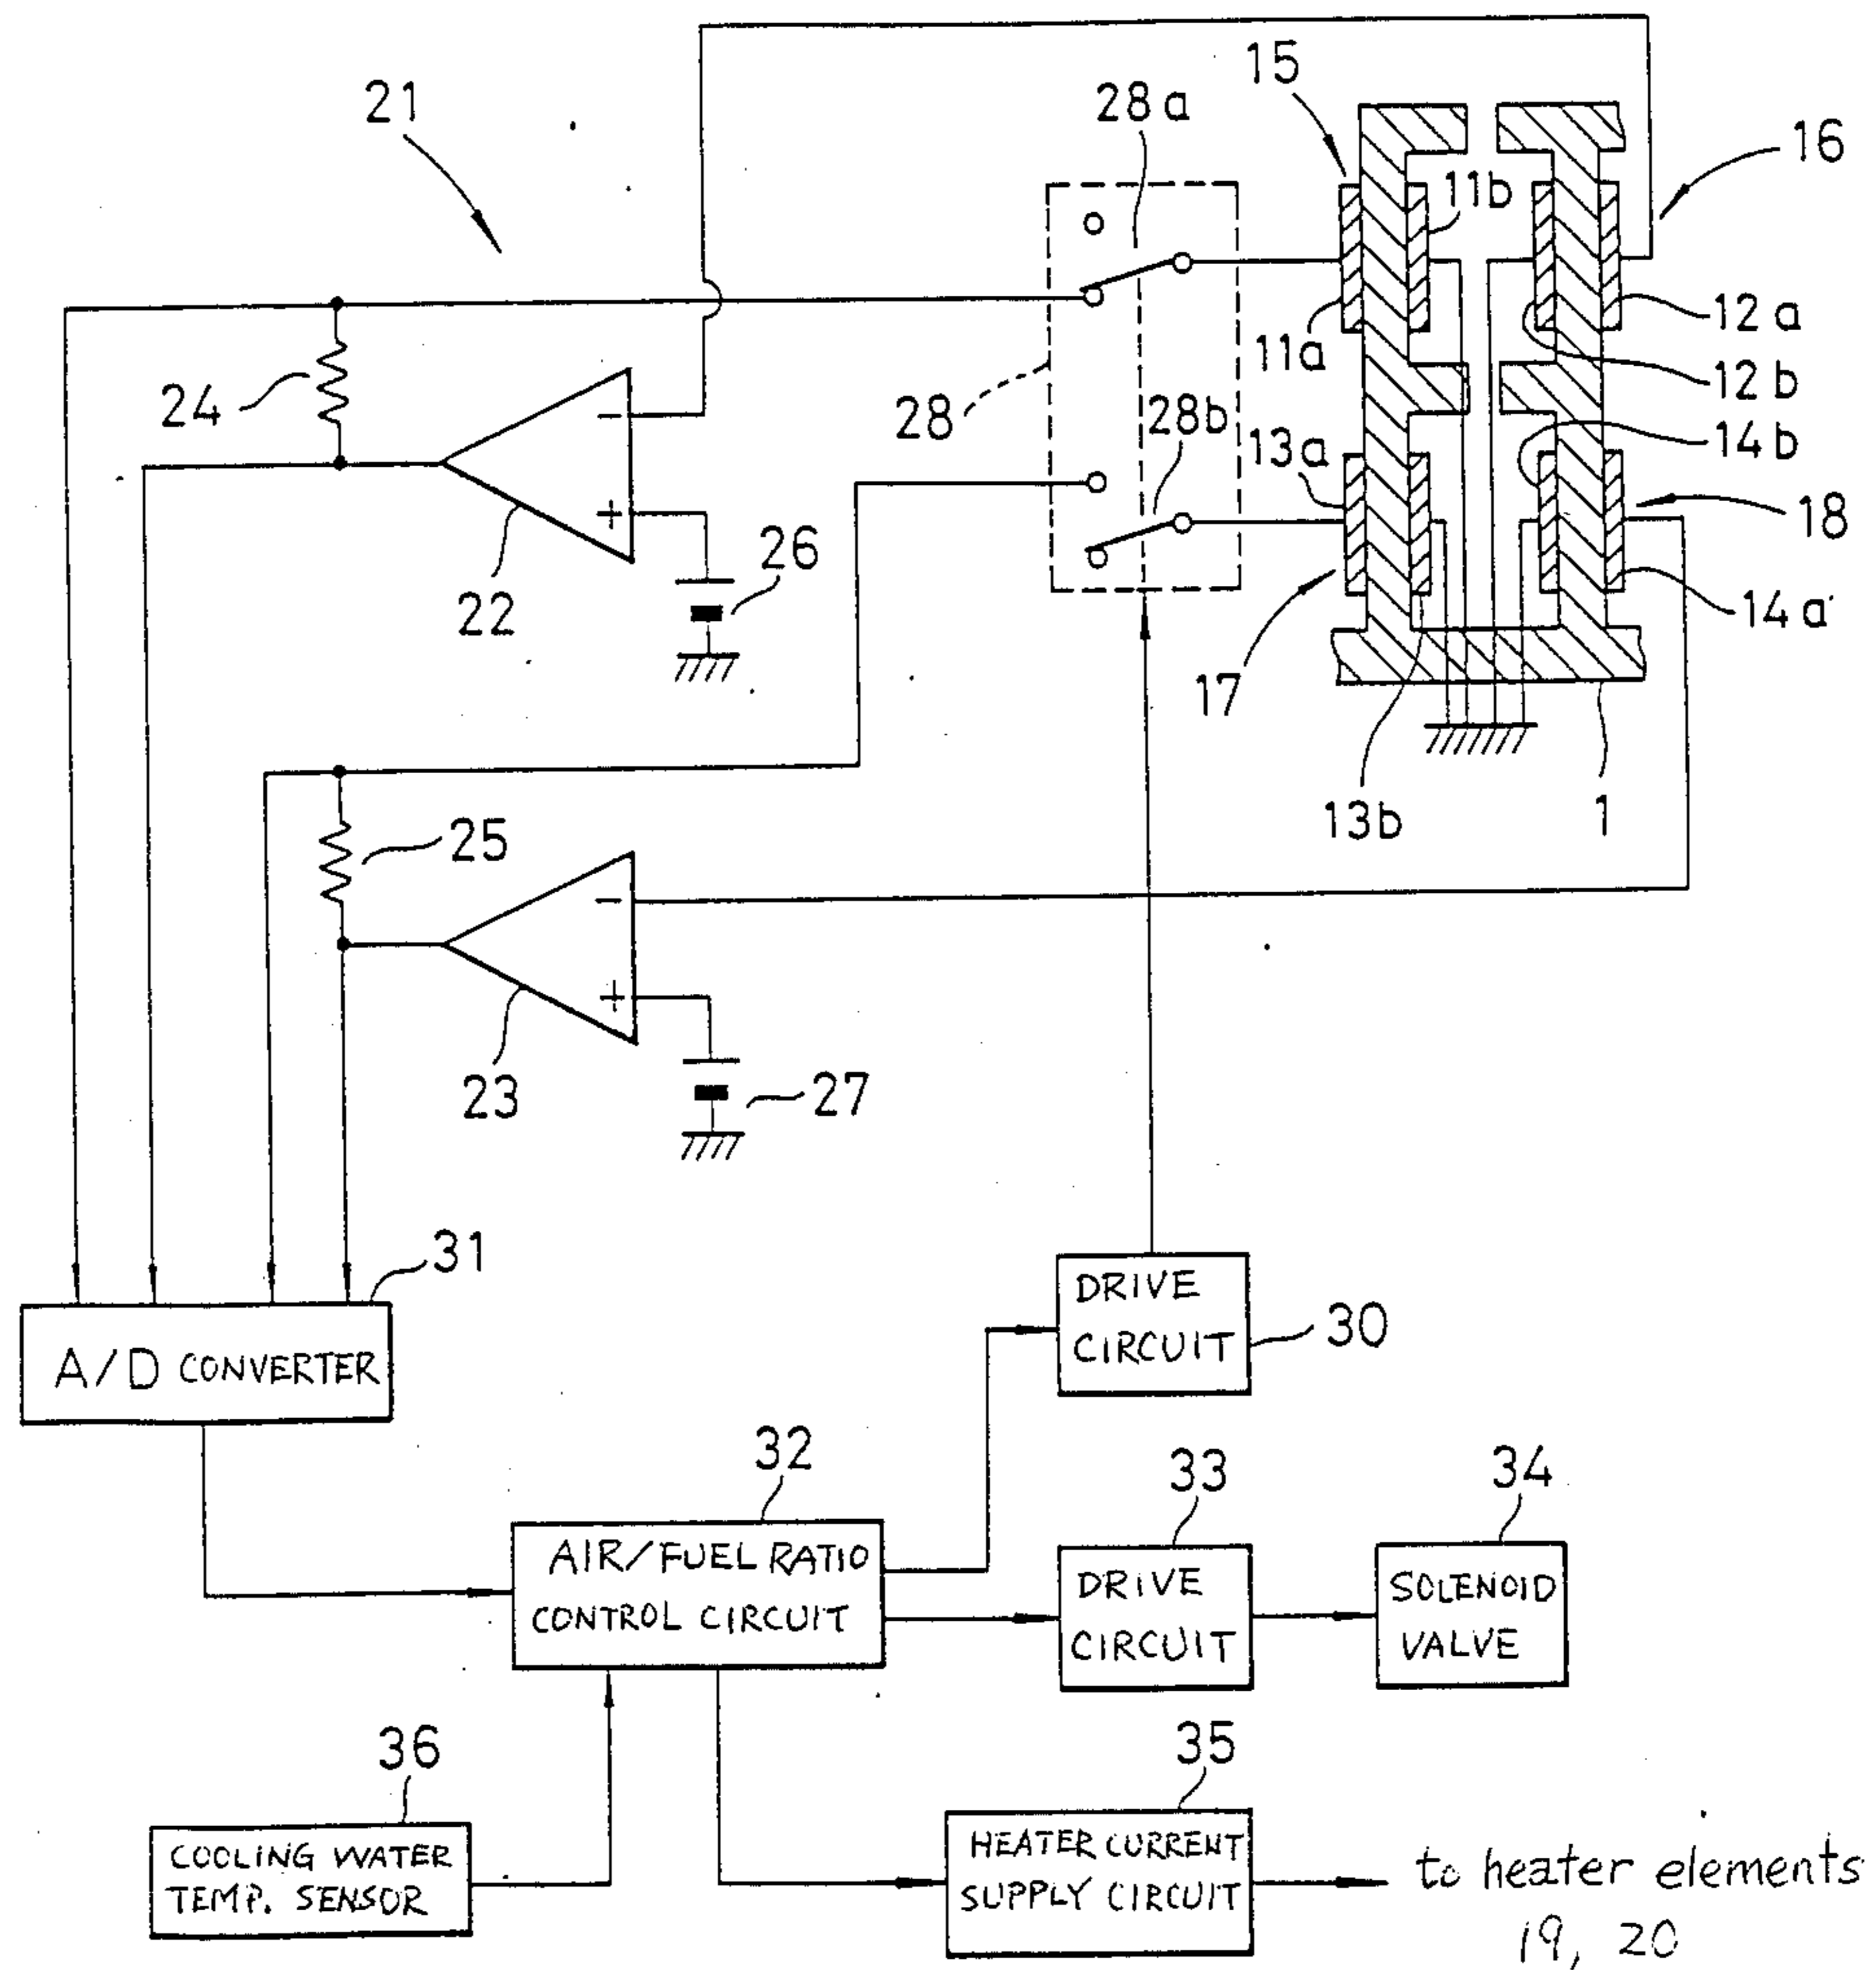 21
15
28a
16
11b
12a
11a
12b
24
28
28b
13a
14b
22
26
18
14a
17
13b
1
25
23
27
31
A/D CONVERTER
DRIVE
CIRCUIT
30
32
33
34
AIR/FUEL RATIO
CONTROL CIRCUIT
DRIVE
CIRCUIT
SOLENOID
VALVE
36
35
COOLING WATER
TEMP. SENSOR
HEATER CURRENT
SUPPLY CIRCUIT
to heater elements
19, 20
−
+
−
+